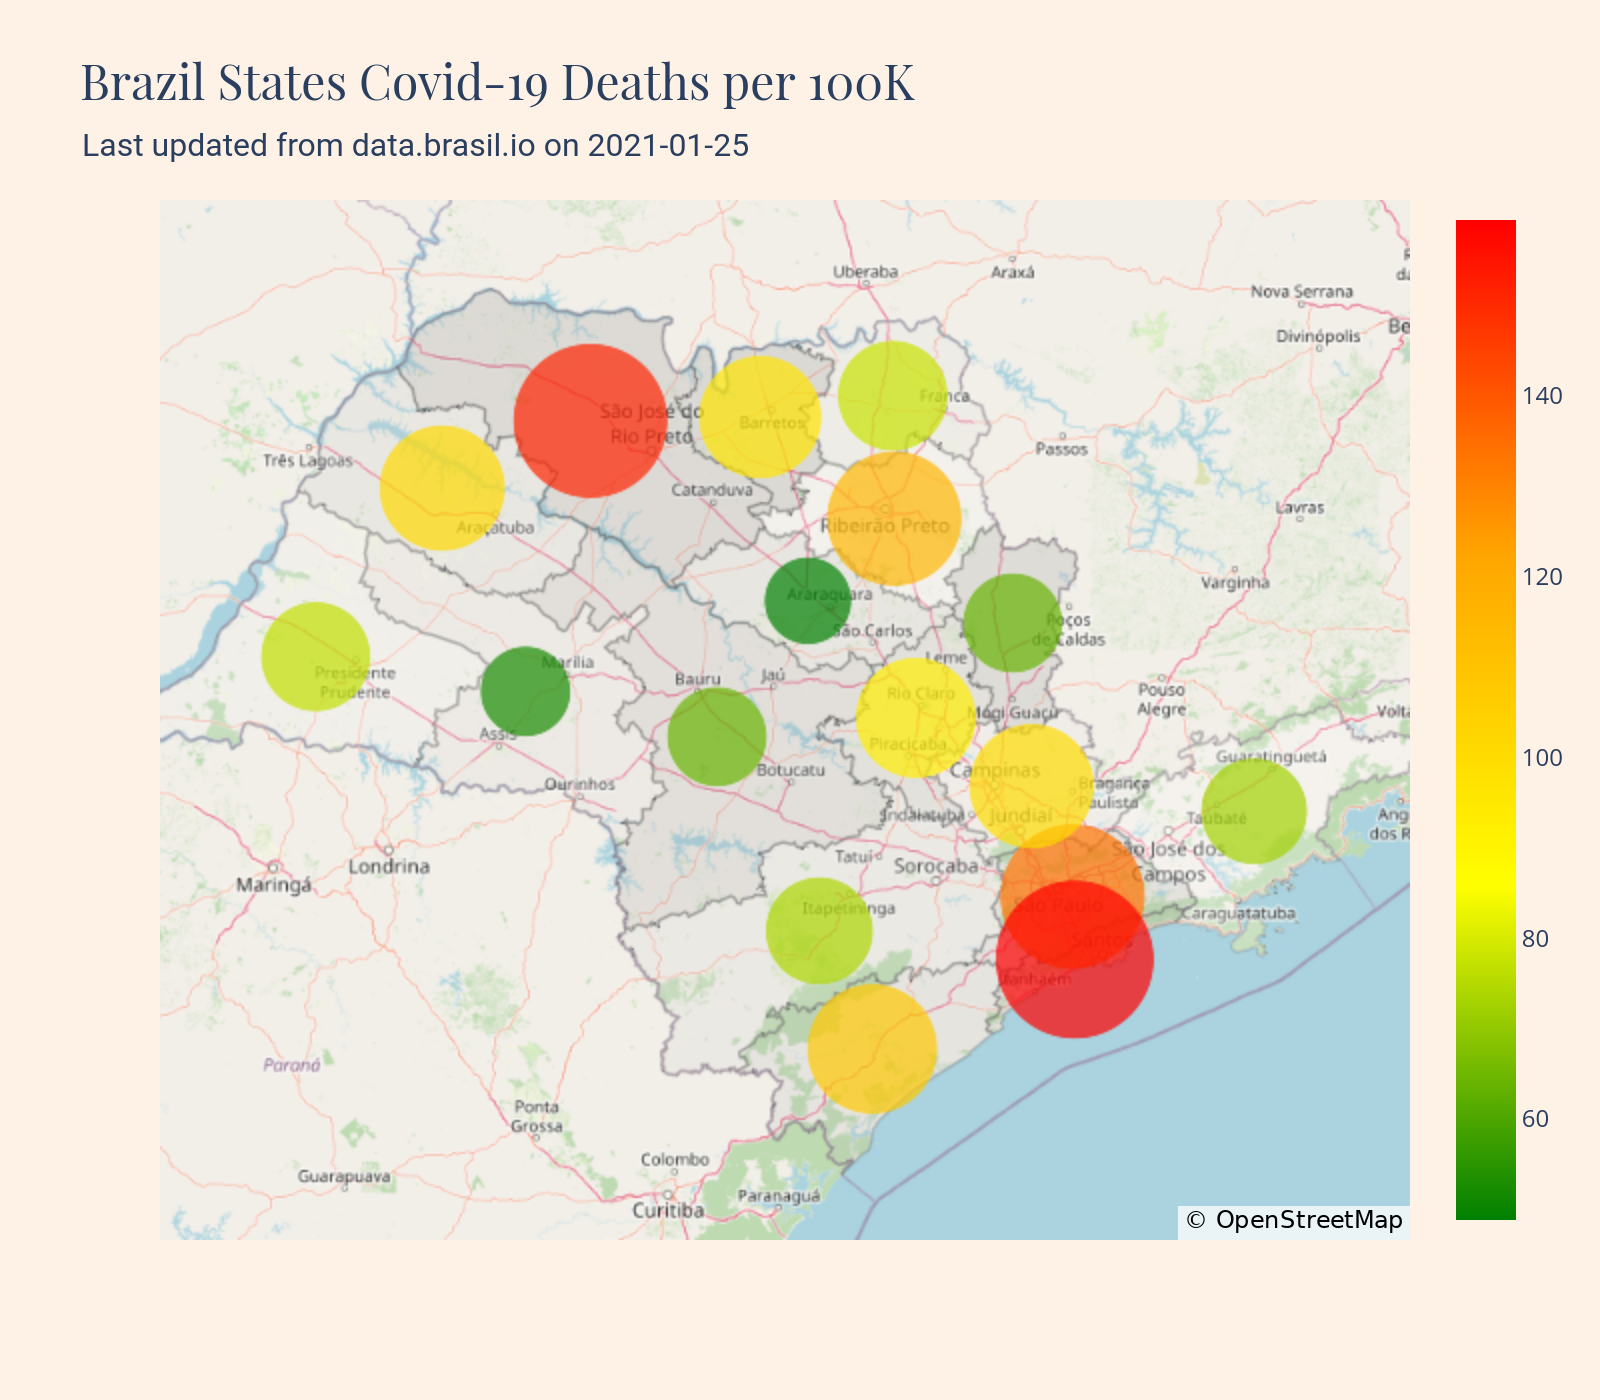 Brazil States Covid-19 Deaths per 100K
Last updated from data.brasil.io on 2021-01-25
Uberaba
Araxá
Nova Serrana
Divinópolis
Be
140
Franca
São José do
Rio Preto
Barretos
Passos
Três Lagoas
Catanduva
Araçatuba
Ribeirão Preto
Lavras
120
Varginha
Araraquara
São Carlos
Poços
de Caldas
Leme
Marília
Presidente
Prudente
Bauru
Jaú
Rio Claro
Pouso
Alegre
Mogi Guaçu
Volta
Assis
Piracicaba
Guaratinguetá
100
Botucatu
Campinas
Ourinhos
Bragança
Paulista
Indaiatuba
Jundiaí
Taubaté
Ang
dos R
Londrina
Maringá
Tatuí
Sorocaba
São José dos
Campos
Itapetininga
São Paulo
Caraguatatuba
Santos
80
Itanhaém
Paraná
Ponta
Grossa
60
Colombo
Guarapuava
Curitiba
Paranaguá
© OpenStreetMap